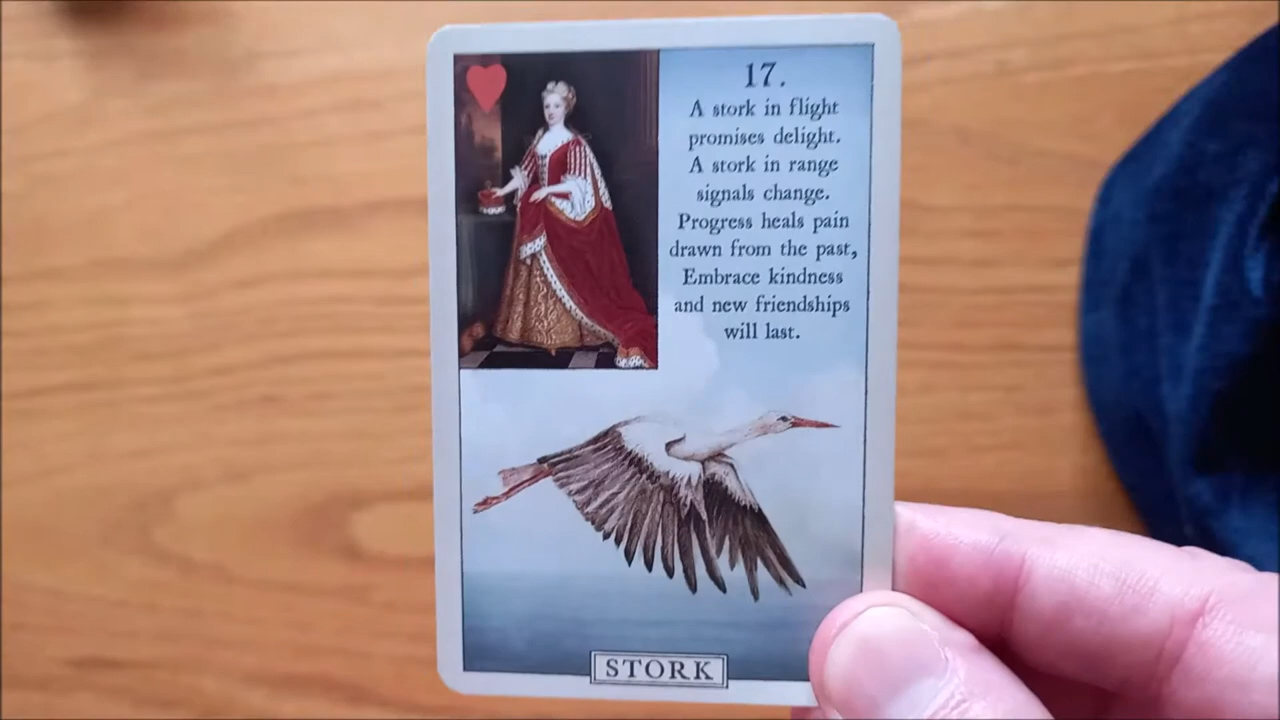 17.
A stork in flight
promises delight.
A stork in range
signals change.
Progress heals pain
drawn from the past,
Embrace kindness
and new friendships
will last.
STORK